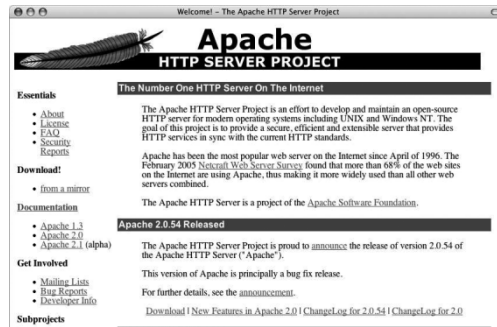 Welcome! – The Apache HTTP Server Project
Apache
HTTP SERVER PROJECT
Essentials
• About
• License
• FAQ
• Security
Reports
Download!
• from a mirror
Documentation
• Apache 1.3
• Apache 2.0
• Apache 2.1 (alpha)
Get Involved
• Mailing Lists
• Bug Reports
• Developer Info
Subprojects
The Number One HTTP Server On The Internet
The Apache HTTP Server Project is an effort to develop and maintain an open-source
HTTP server for modern operating systems including UNIX and Windows NT. The
goal of this project is to provide a secure, efficient and extensible server that provides
HTTP services in sync with the current HTTP standards.
Apache has been the most popular web server on the Internet since April of 1996. The
February 2005 Netcraft Web Server Survey found that more than 68% of the web sites
on the Internet are using Apache, thus making it more widely used than all other web
servers combined.
The Apache HTTP Server is a project of the Apache Software Foundation.
Apache 2.0.54 Released
The Apache HTTP Server Project is proud to announce the release of version 2.0.54 of
the Apache HTTP Server ("Apache").
This version of Apache is principally a bug fix release.
For further details, see the announcement.
Download | New Features in Apache 2.0 | ChangeLog for 2.0.54 | ChangeLog for 2.0